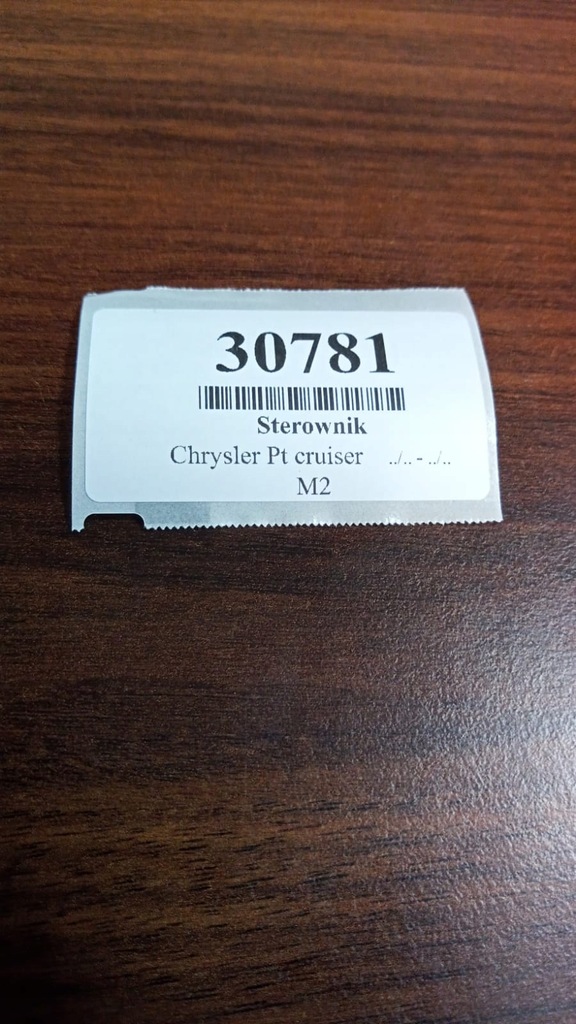 30781
Sterownik
Chrysler Pt cruiser ../.. - ../..
M2